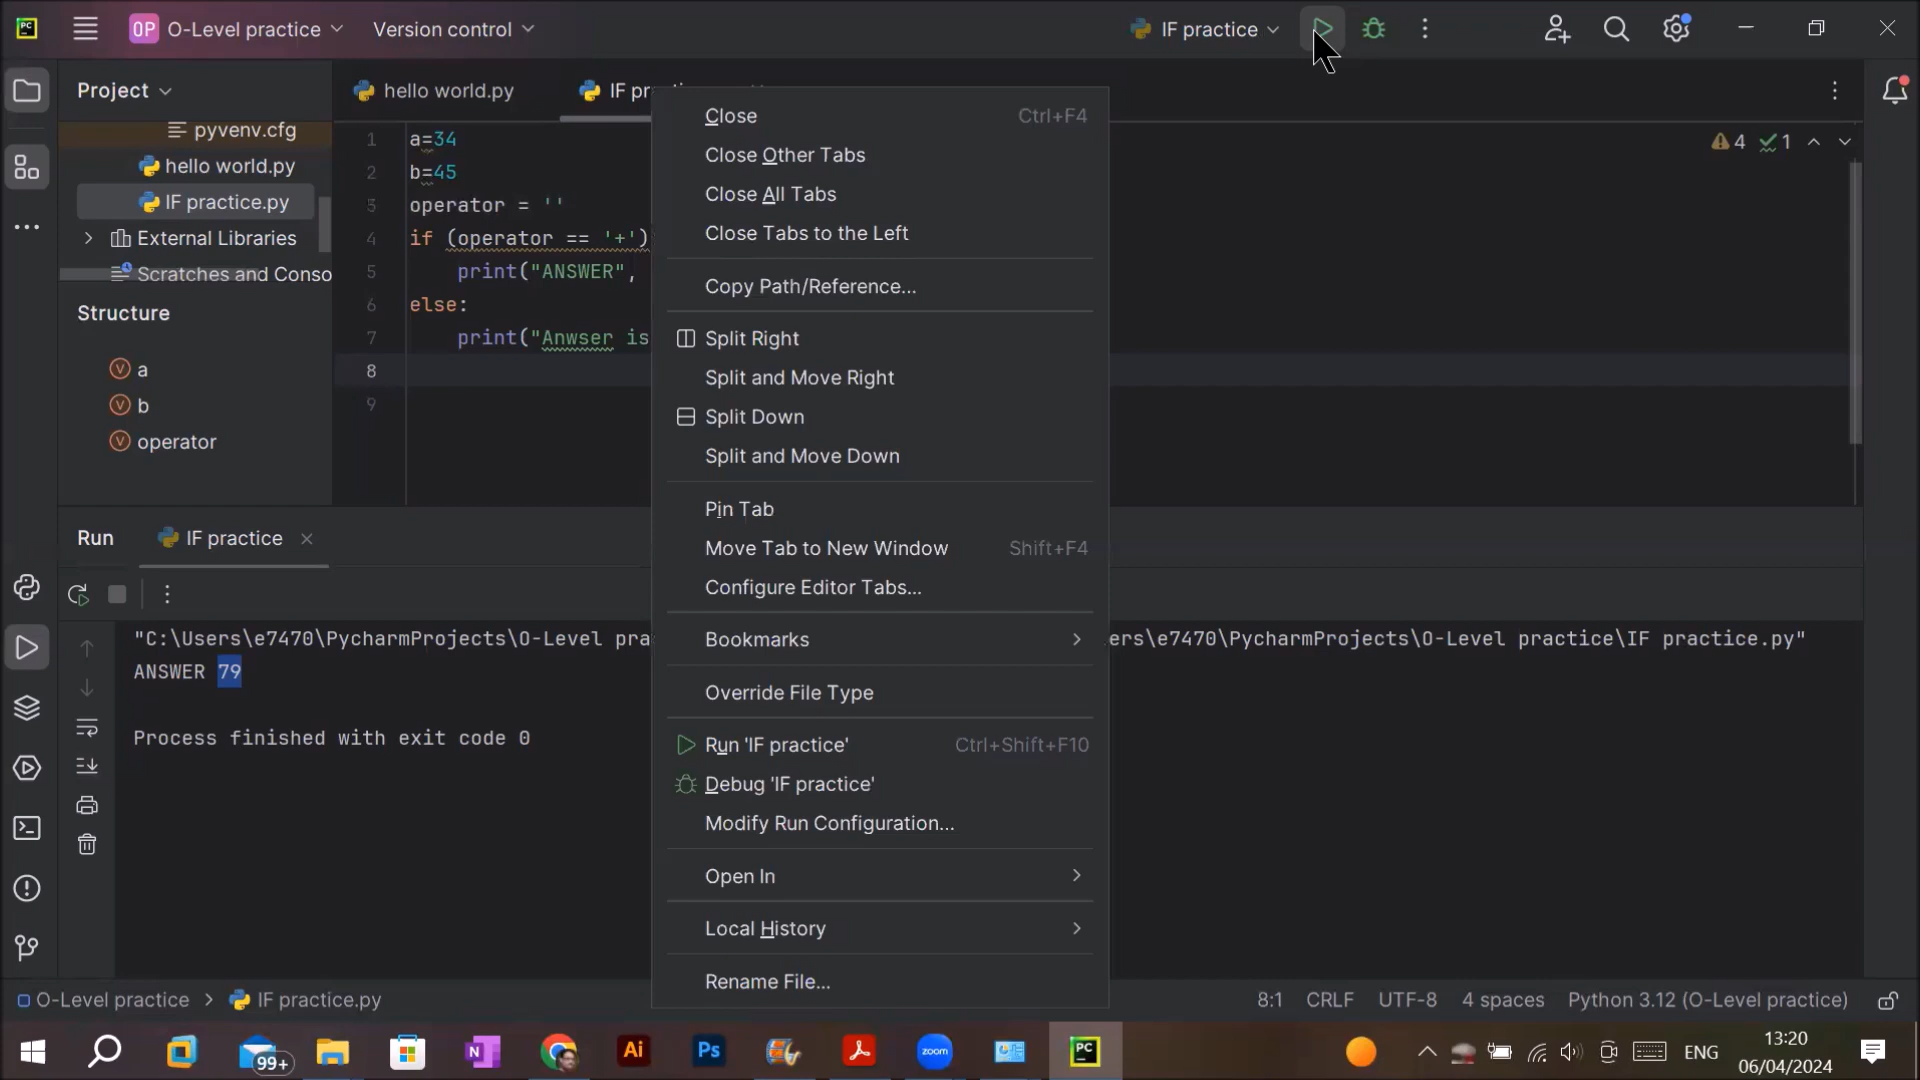 PC
OP O-Level practice
Version control
IF practice
Project
hello world.py
IF pr
pyvenv.cfg
hello world.py
IF practice.py
External Libraries
Scratches and Conso
Structure
a
b
operator
1 a=34
2 b=45
3 operator = ''
4 if (operator == '+')
5 print("ANSWER",
6 else:
7 print("Anwser is
8
9
4 1
Close Ctrl+F4
Close Other Tabs
Close All Tabs
Close Tabs to the Left
Copy Path/Reference...
Split Right
Split and Move Right
Split Down
Split and Move Down
Pin Tab
Move Tab to New Window Shift+F4
Configure Editor Tabs...
Bookmarks
Override File Type
Run 'IF practice' Ctrl+Shift+F10
Debug 'IF practice'
Modify Run Configuration...
Open In
Local History
Rename File...
Run IF practice
"C:\Users\e7470\PycharmProjects\O-Level pra ers\e7470\PycharmProjects\O-Level practice\IF practice.py"
ANSWER 79
Process finished with exit code 0
O-Level practice > IF practice.py
8:1 CRLF UTF-8 4 spaces Python 3.12 (O-Level practice)
99+
N
Ai
Ps
zoom
PC
ENG
13:20
06/04/2024